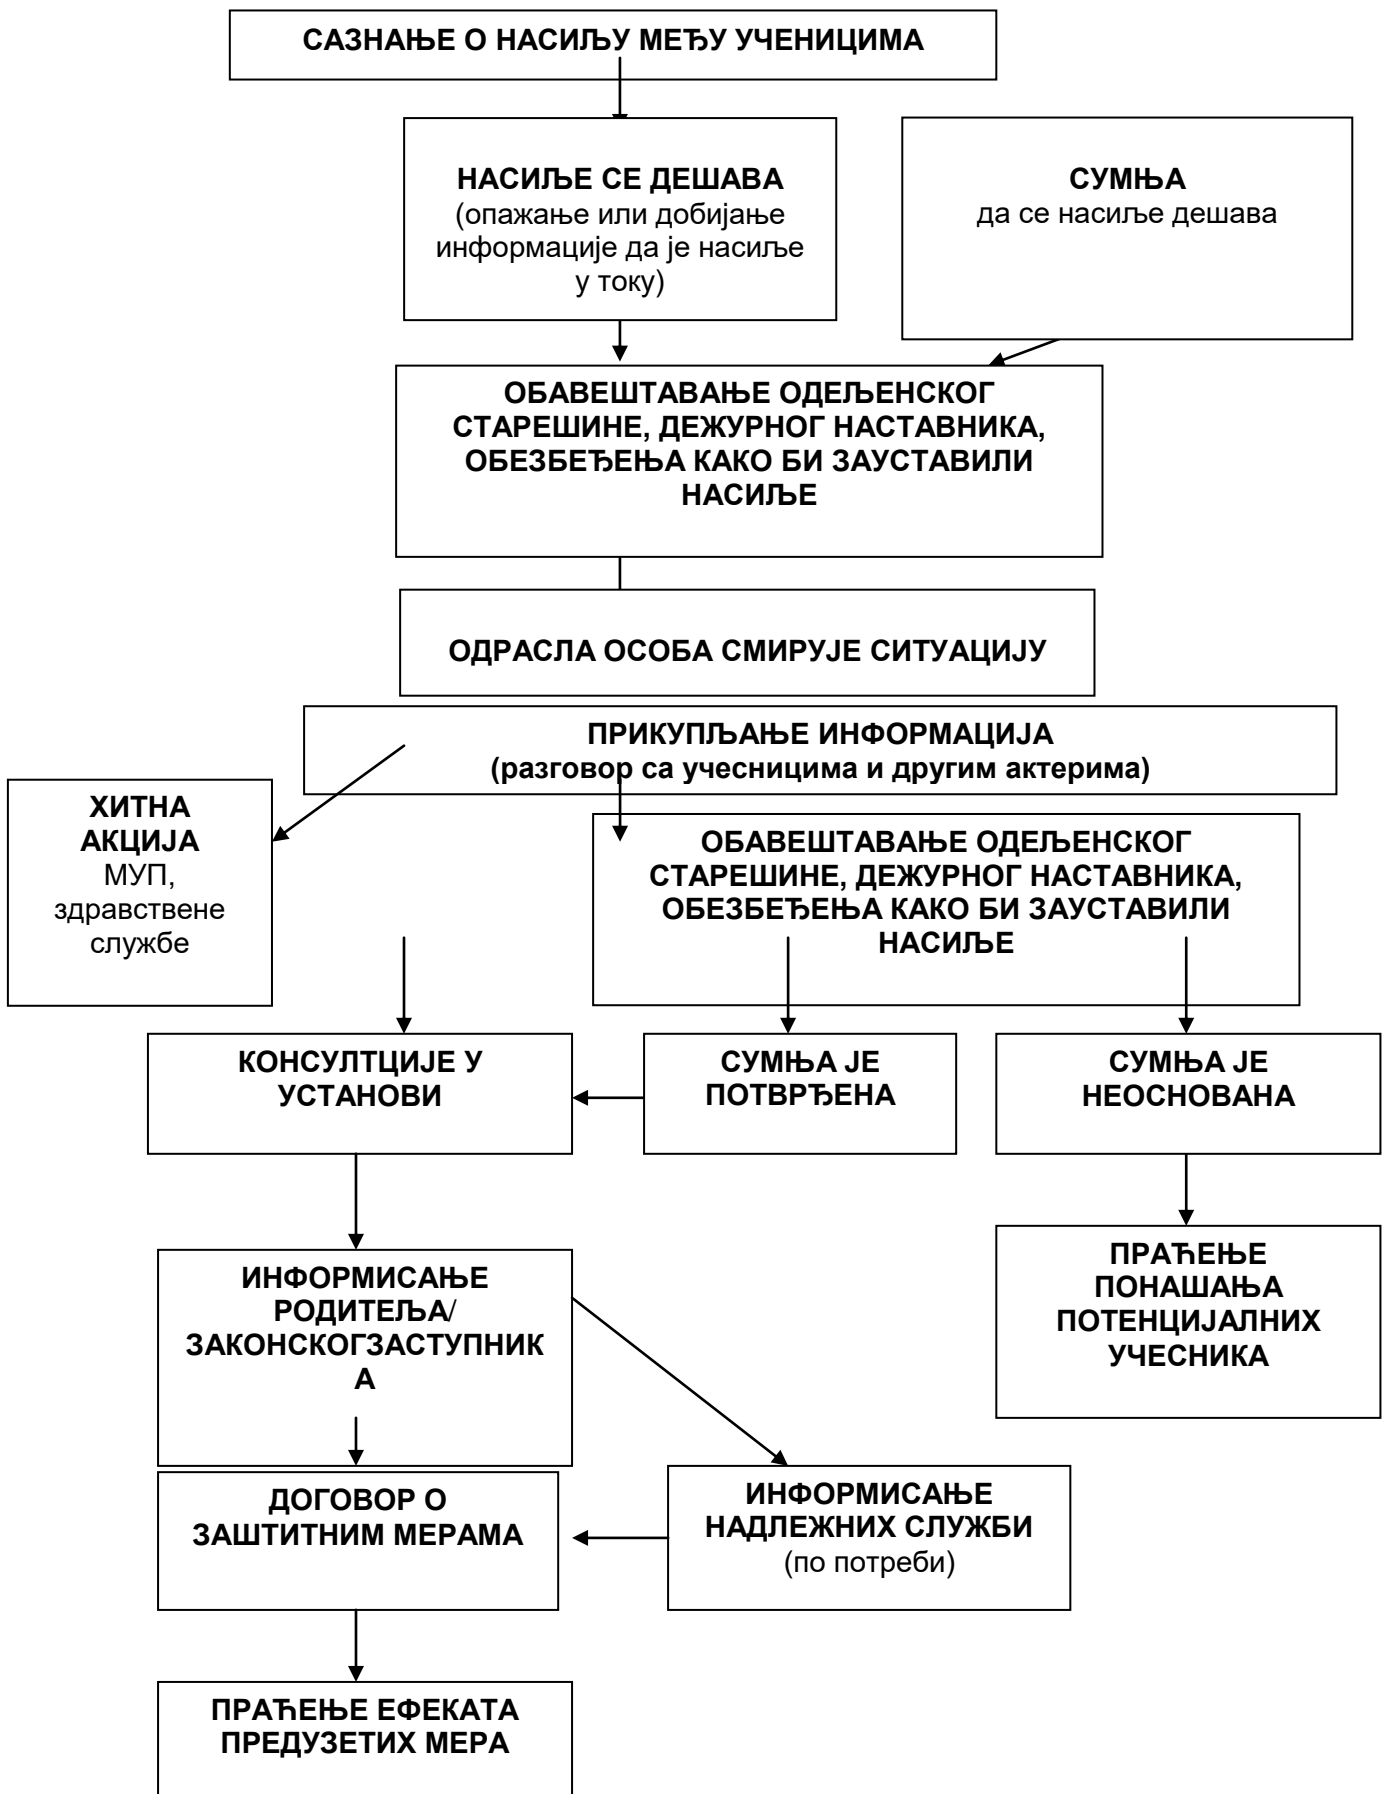 САЗНАЊЕ О НАСИЉУ МЕЂУ УЧЕНИЦИМА
НАСИЉЕ СЕ ДЕШАВА
(опажање или добијање
информације да је насиље
у току)
СУМЊА
да се насиље дешава
ОБАВЕШТАВАЊЕ ОДЕЉЕНСКОГ
СТАРЕШИНЕ, ДЕЖУРНОГ НАСТАВНИКА,
ОБЕЗБЕЂЕЊА КАКО БИ ЗАУСТАВИЛИ
НАСИЉЕ
ОДРАСЛА ОСОБА СМИРУЈЕ СИТУАЦИЈУ
ПРИКУПЉАЊЕ ИНФОРМАЦИЈА
(разговор са учесницима и другим актерима)
ХИТНА
АКЦИЈА
МУП,
здравствене
службе
ОБАВЕШТАВАЊЕ ОДЕЉЕНСКОГ
СТАРЕШИНЕ, ДЕЖУРНОГ НАСТАВНИКА,
ОБЕЗБЕЂЕЊА КАКО БИ ЗАУСТАВИЛИ
НАСИЉЕ
КОНСУЛТЦИЈЕ У
УСТАНОВИ
СУМЊА ЈЕ
ПОТВРЂЕНА
СУМЊА ЈЕ
НЕОСНОВАНА
ИНФОРМИСАЊЕ
РОДИТЕЉА/
ЗАКОНСКОГЗАСТУПНИК
А
ПРАЋЕЊЕ
ПОНАШАЊА
ПОТЕНЦИЈАЛНИХ
УЧЕСНИКА
ДОГОВОР О
ЗАШТИТНИМ МЕРАМА
ИНФОРМИСАЊЕ
НАДЛЕЖНИХ СЛУЖБИ
(по потреби)
ПРАЋЕЊЕ ЕФЕКАТА
ПРЕДУЗЕТИХ МЕРА